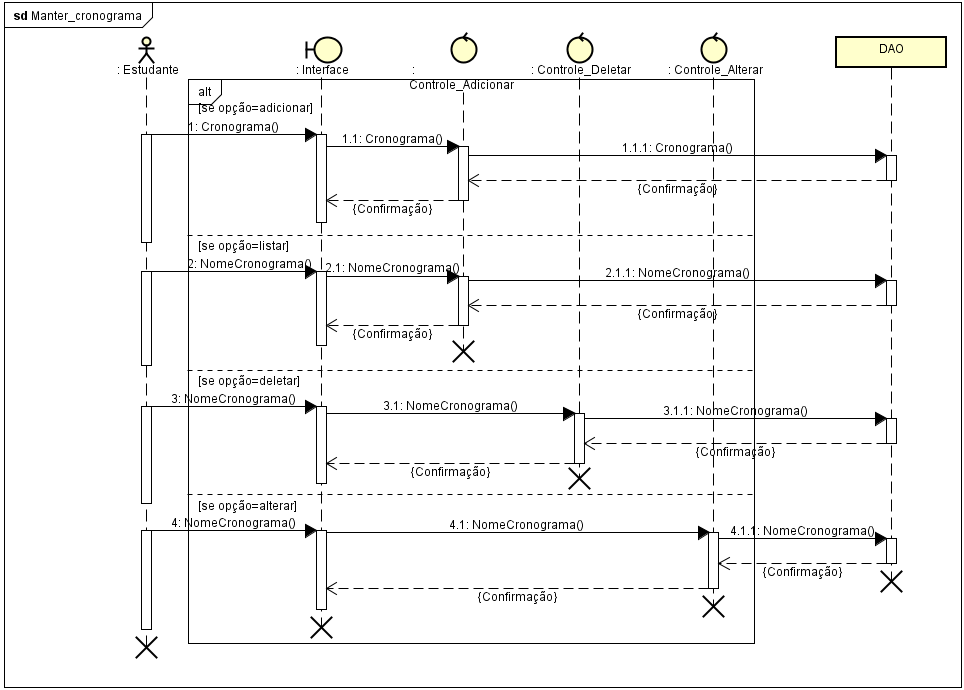 sd Manter_cronograma
: Estudante
: Interface
:
Controle_Adicionar
: Controle_Deletar
: Controle_Alterar
DAO
alt
[se opção=adicionar]
1: Cronograma()
1.1: Cronograma()
1.1.1: Cronograma()
{Confirmação}
{Confirmação}
[se opção=listar]
2: NomeCronograma()
2.1: NomeCronograma()
2.1.1: NomeCronograma()
{Confirmação}
{Confirmação}
[se opção=deletar]
3: NomeCronograma()
3.1: NomeCronograma()
3.1.1: NomeCronograma()
{Confirmação}
{Confirmação}
[se opção=alterar]
4: NomeCronograma()
4.1: NomeCronograma()
4.1.1: NomeCronograma()
{Confirmação}
{Confirmação}